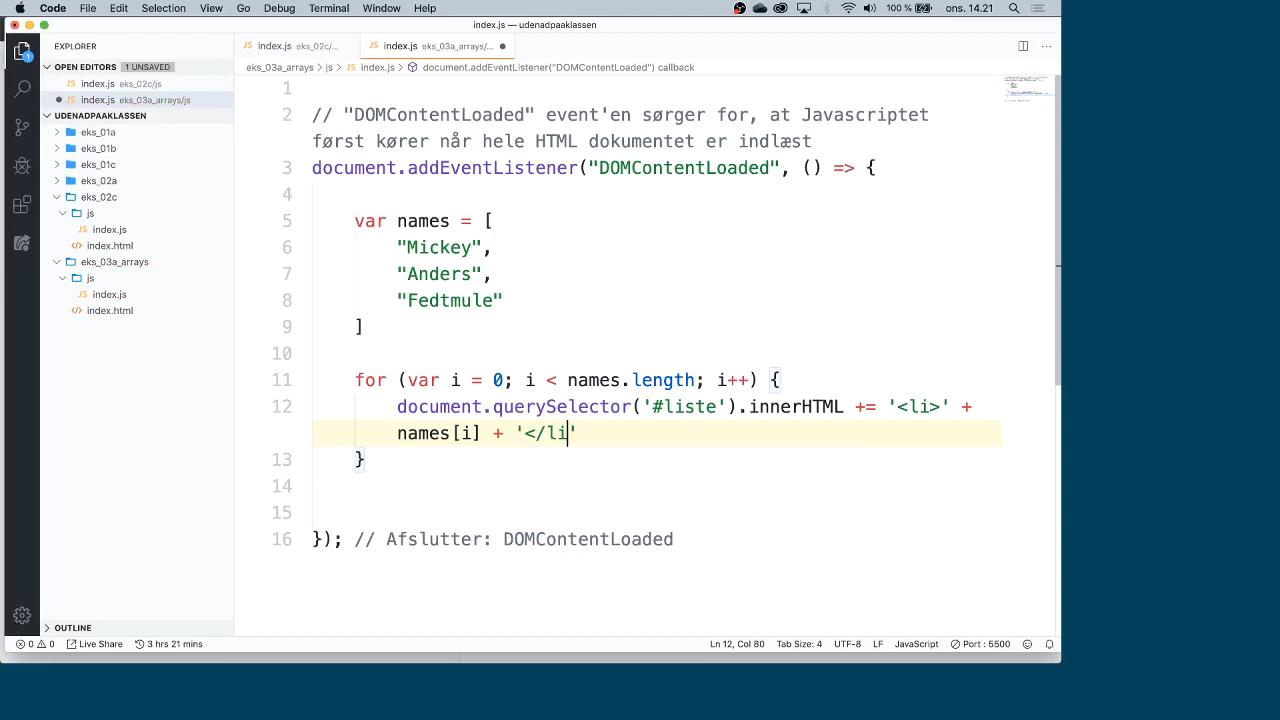 Code File Edit Selection View Go Debug Terminal Window Help 100 % ons. 14.21
index.js — udenadpaaklassen
EXPLORER
index.js eks_02c/...
index.js eks_03a_arrays/...
OPEN EDITORS 1 UNSAVED
eks_03a_arrays › js › JS index.js › document.addEventListener("DOMContentLoaded") callback
JS index.js eks_02c/js
JS index.js eks_03a_arrays/js
UDENADPAAKLASSEN
eks_01a
eks_01b
eks_01c
eks_02a
eks_02c
js
JS index.js
index.html
eks_03a_arrays
js
JS index.js
index.html
1
2 // "DOMContentLoaded" event'en sørger for, at Javascriptet
først kører når hele HTML dokumentet er indlæst
3 document.addEventListener("DOMContentLoaded", () => {
4
5 var names = [
6 "Mickey",
7 "Anders",
8 "Fedtmule"
9 ]
10
11 for (var i = 0; i < names.length; i++) {
12 document.querySelector('#liste').innerHTML += '<li>' +
names[i] + '</li'
13 }
14
15
16 }); // Afslutter: DOMContentLoaded
OUTLINE
0 0 Live Share 3 hrs 21 mins Ln 12, Col 80 Tab Size: 4 UTF-8 LF JavaScript Port : 5500
1